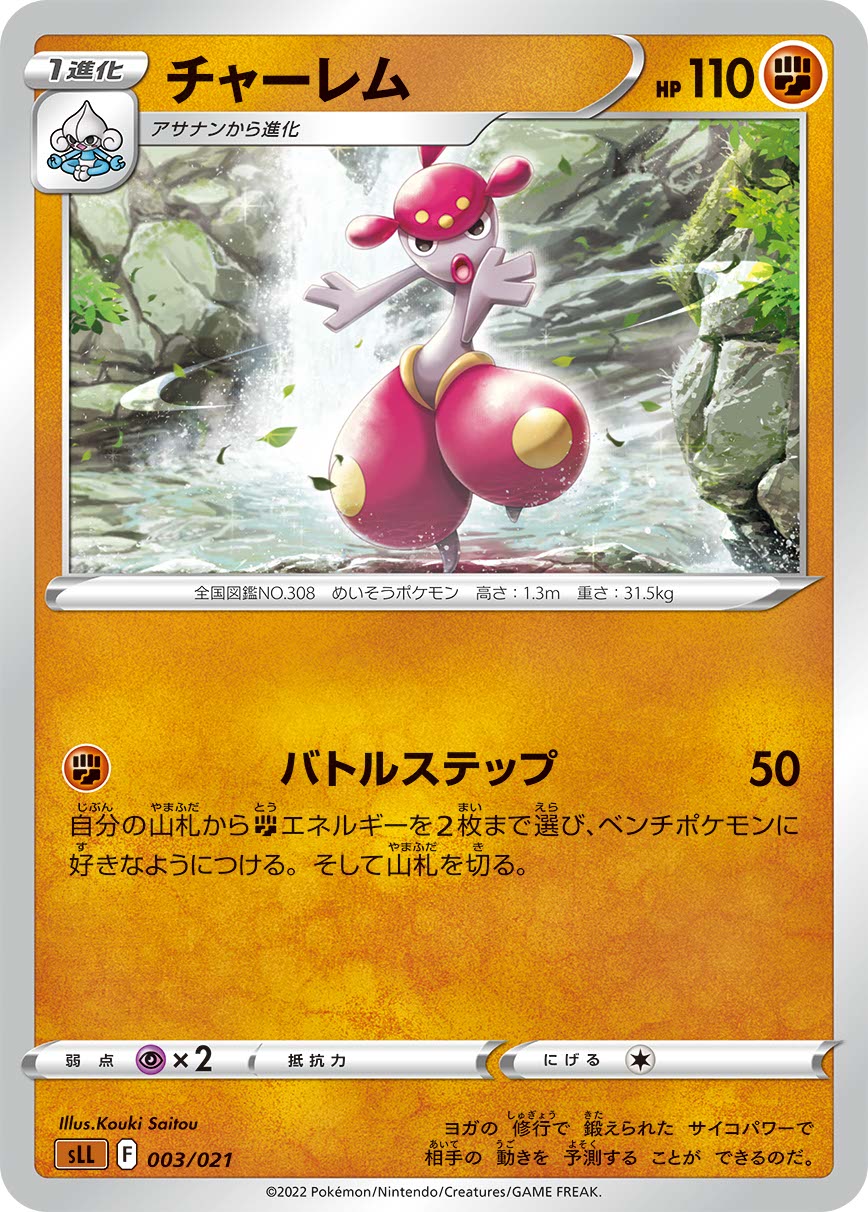 1進化
チャーレム
HP 110
アサナンから進化
全国図鑑NO.308 めいそうポケモン 高さ:1.3m 重さ:31.5kg
バトルステップ 50
自分の山札からエネルギーを2枚まで選び、ベンチポケモンに
好きなようにつける。そして山札を切る。
弱点 ×2 抵抗力 にげる
Illus.Kouki Saitou
sLL F 003/021
ヨガの 修行で 鍛えられた サイコパワーで
相手の 動きを 予測する ことが できるのだ。
©2022 Pokémon/Nintendo/Creatures/GAME FREAK.